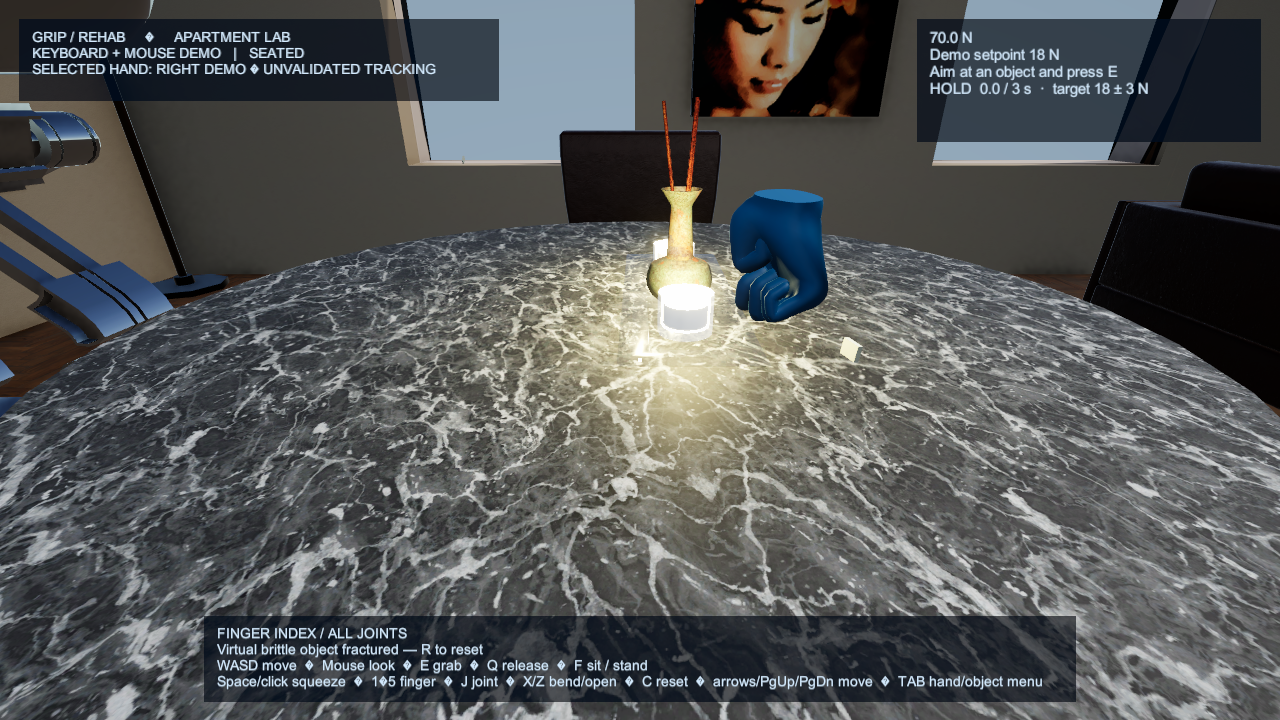 GRIP / REHAB � APARTMENT LAB
KEYBOARD + MOUSE DEMO | SEATED
SELECTED HAND: RIGHT DEMO � UNVALIDATED TRACKING
70.0 N
Demo setpoint 18 N
Aim at an object and press E
HOLD 0.0 / 3 s · target 18 ± 3 N
FINGER INDEX / ALL JOINTS
Virtual brittle object fractured — R to reset
WASD move � Mouse look � E grab � Q release � F sit / stand
Space/click squeeze � 1�5 finger � J joint � X/Z bend/open � C reset � arrows/PgUp/PgDn move � TAB hand/object menu